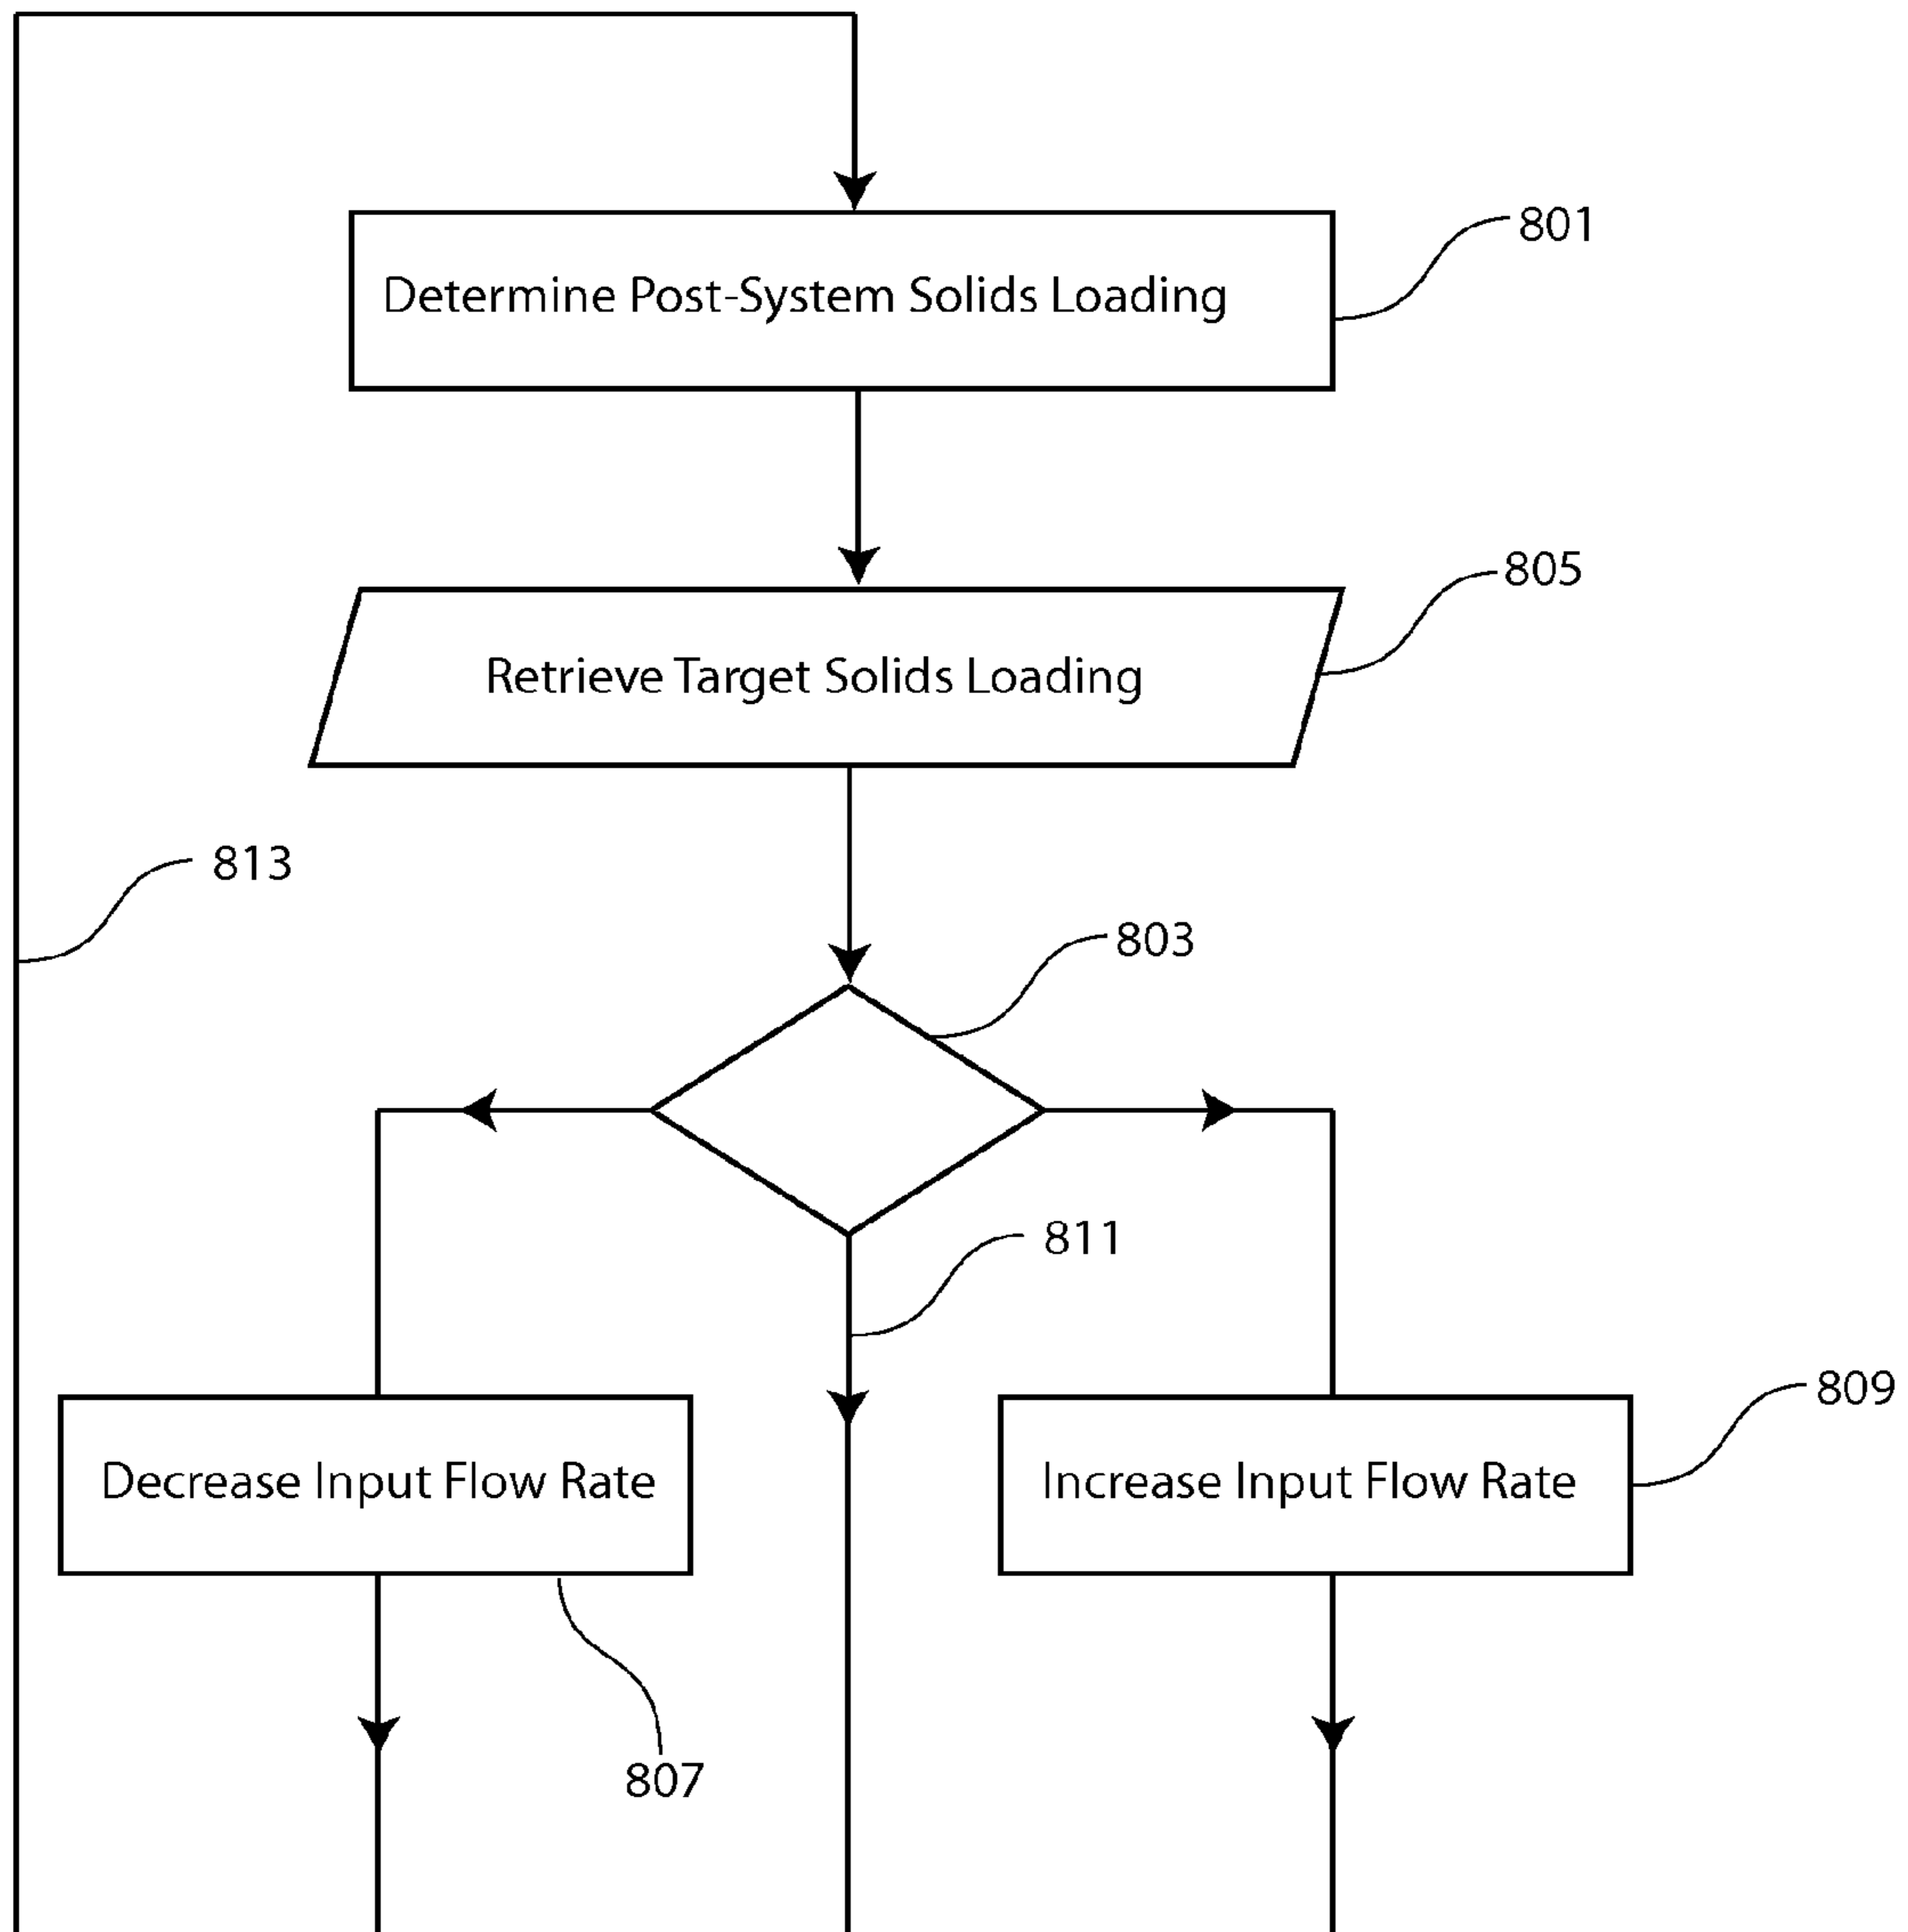 801
Determine Post-System Solids Loading
805
Retrieve Target Solids Loading
813
803
811
809
Decrease Input Flow Rate
Increase Input Flow Rate
807